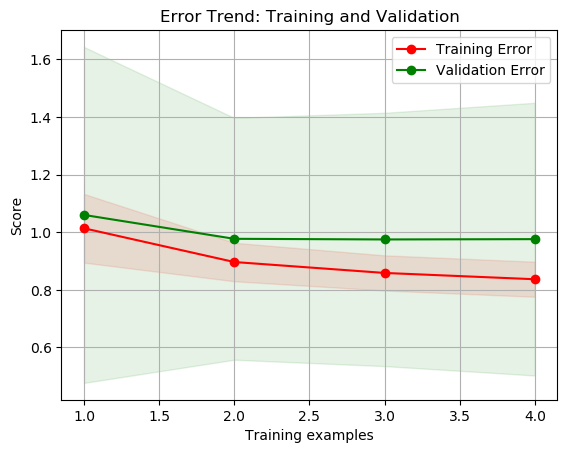 Error Trend: Training and Validation
Training Error
Validation Error
1.6
1.4
1.2
1.0
0.8
0.6
Score
1.0 1.5 2.0 2.5 3.0 3.5 4.0
Training examples